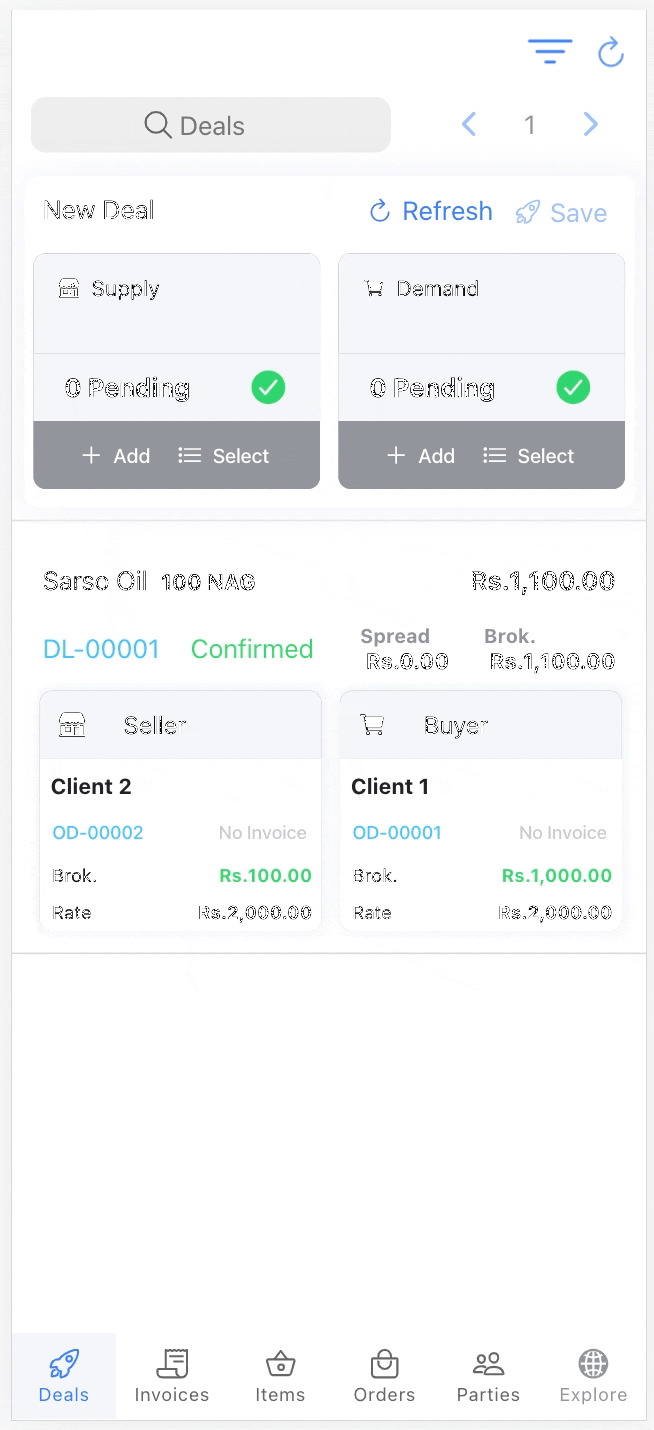 Deals
1
New Deal
Refresh
Save
Supply
Demand
0 Pending
0 Pending
Add
Select
Add
Select
Sarso Oil 100 NAG
Rs.1,100.00
DL-00001
Confirmed
Spread
Brok.
Rs.0.00
Rs.1,100.00
Seller
Buyer
Client 2
Client 1
OD-00002
No Invoice
OD-00001
No Invoice
Brok.
Rs.100.00
Brok.
Rs.1,000.00
Rate
Rs.2,000.00
Rate
Rs.2,000.00
Deals
Invoices
Items
Orders
Parties
Explore